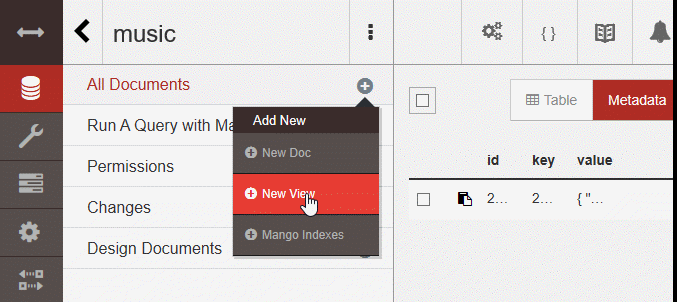 music
{ }
All Documents
Table
Metadata
Add New
Run A Query with Ma
New Doc
id key value
Permissions
New View
2... 2... { "...
Changes
Mango Indexes
Design Documents